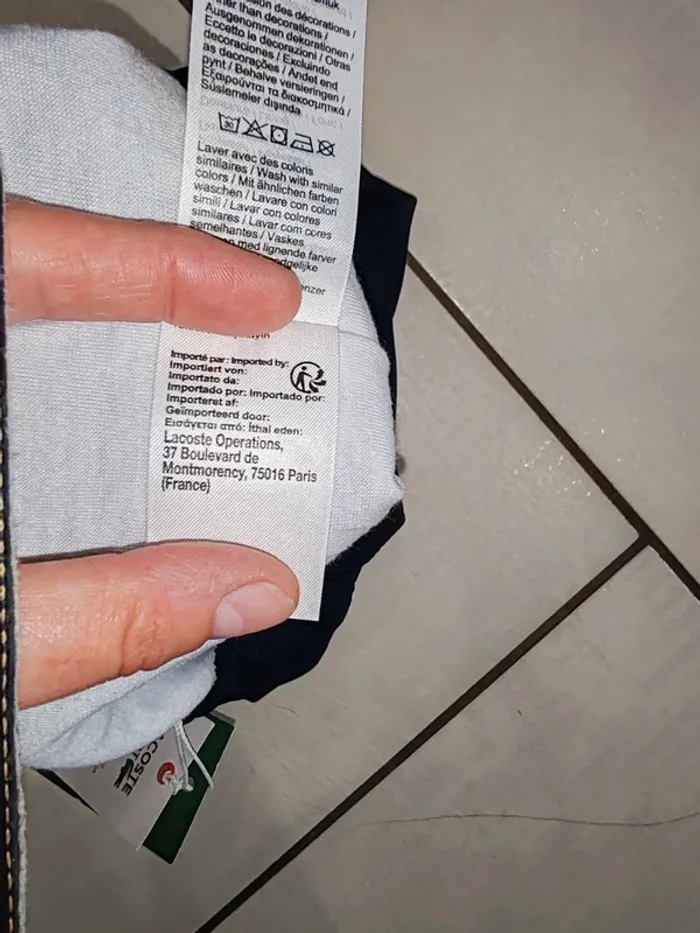 des décorations /
than decorations /
Ausgenommen dekorationen /
Eccetto le decorazioni / Otras
decoraciones / Excluindo
as decorações / Andet end
pynt / Behalve versieringen /
Εξαιρούνται τα διακοσμητικά /
Süslemeler dışında
30
Laver avec des coloris
similaires / Wash with similar
colors / Mit ähnlichen farben
waschen / Lavare con colori
simili / Lavar con colores
similares / Lavar com cores
semelhantes / Vaskes
med lignende farver
Importé par: Imported by:
Importiert von:
Importato da:
Importado por: Importado por:
Importeret af:
Geïmporteerd door:
Εισάγεται από: İthal eden:
Lacoste Operations,
37 Boulevard de
Montmorency, 75016 Paris
(France)
COSTE